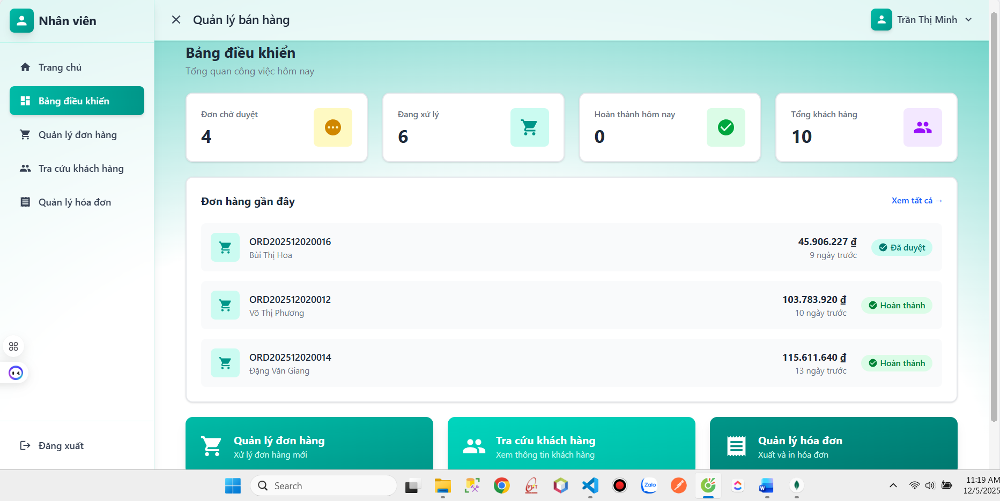 Nhân viên
Trang chủ
Bảng điều khiển
Quản lý đơn hàng
Tra cứu khách hàng
Quản lý hóa đơn
Đăng xuất
Quản lý bán hàng
Trần Thị Minh
Bảng điều khiển
Tổng quan công việc hôm nay
Đơn chờ duyệt
4
Đang xử lý
6
Hoàn thành hôm nay
0
Tổng khách hàng
10
Đơn hàng gần đây
Xem tất cả →
ORD202512020016
Bùi Thị Hoa
45.906.227 ₫
9 ngày trước
Đã duyệt
ORD202512020012
Võ Thị Phương
103.783.920 ₫
10 ngày trước
Hoàn thành
ORD202512020014
Đặng Văn Giang
115.611.640 ₫
13 ngày trước
Hoàn thành
Quản lý đơn hàng
Xử lý đơn hàng mới
Tra cứu khách hàng
Xem thông tin khách hàng
Quản lý hóa đơn
Xuất và in hóa đơn
Search
Zalo
11:19 AM
12/5/2025